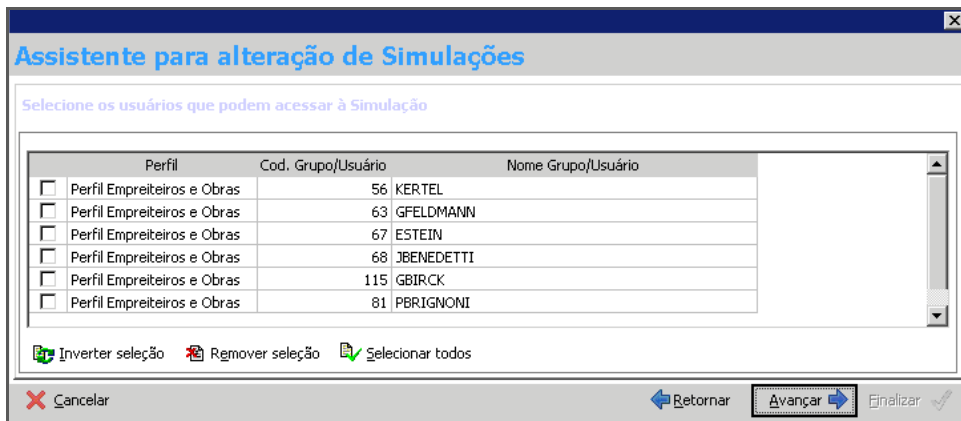 Assistente para alteração de Simulações
Selecione os usuários que podem acessar à Simulação
Perfil Cod. Grupo/Usuário Nome Grupo/Usuário
Perfil Empreiteiros e Obras 56 KERTEL
Perfil Empreiteiros e Obras 63 GFELDMANN
Perfil Empreiteiros e Obras 67 ESTEIN
Perfil Empreiteiros e Obras 68 JBENEDETTI
Perfil Empreiteiros e Obras 115 GBIRCK
Perfil Empreiteiros e Obras 81 PBRIGNONI
Inverter seleção Remover seleção Selecionar todos
Cancelar Retornar Avançar Finalizar